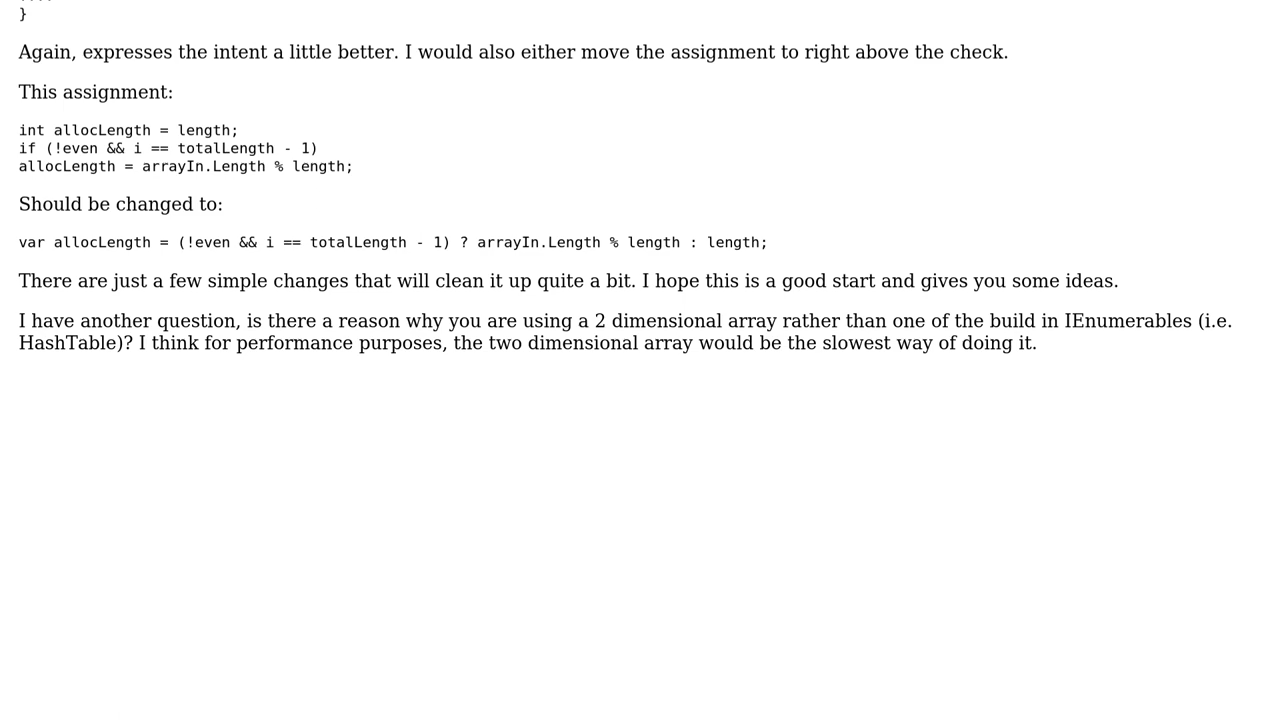 }
Again, expresses the intent a little better. I would also either move the assignment to right above the check.
This assignment:
int allocLength = length;
if (!even && i == totalLength - 1)
allocLength = arrayIn.Length % length;
Should be changed to:
var allocLength = (!even && i == totalLength - 1) ? arrayIn.Length % length : length;
There are just a few simple changes that will clean it up quite a bit. I hope this is a good start and gives you some ideas.
I have another question, is there a reason why you are using a 2 dimensional array rather than one of the build in IEnumerables (i.e.
HashTable)? I think for performance purposes, the two dimensional array would be the slowest way of doing it.